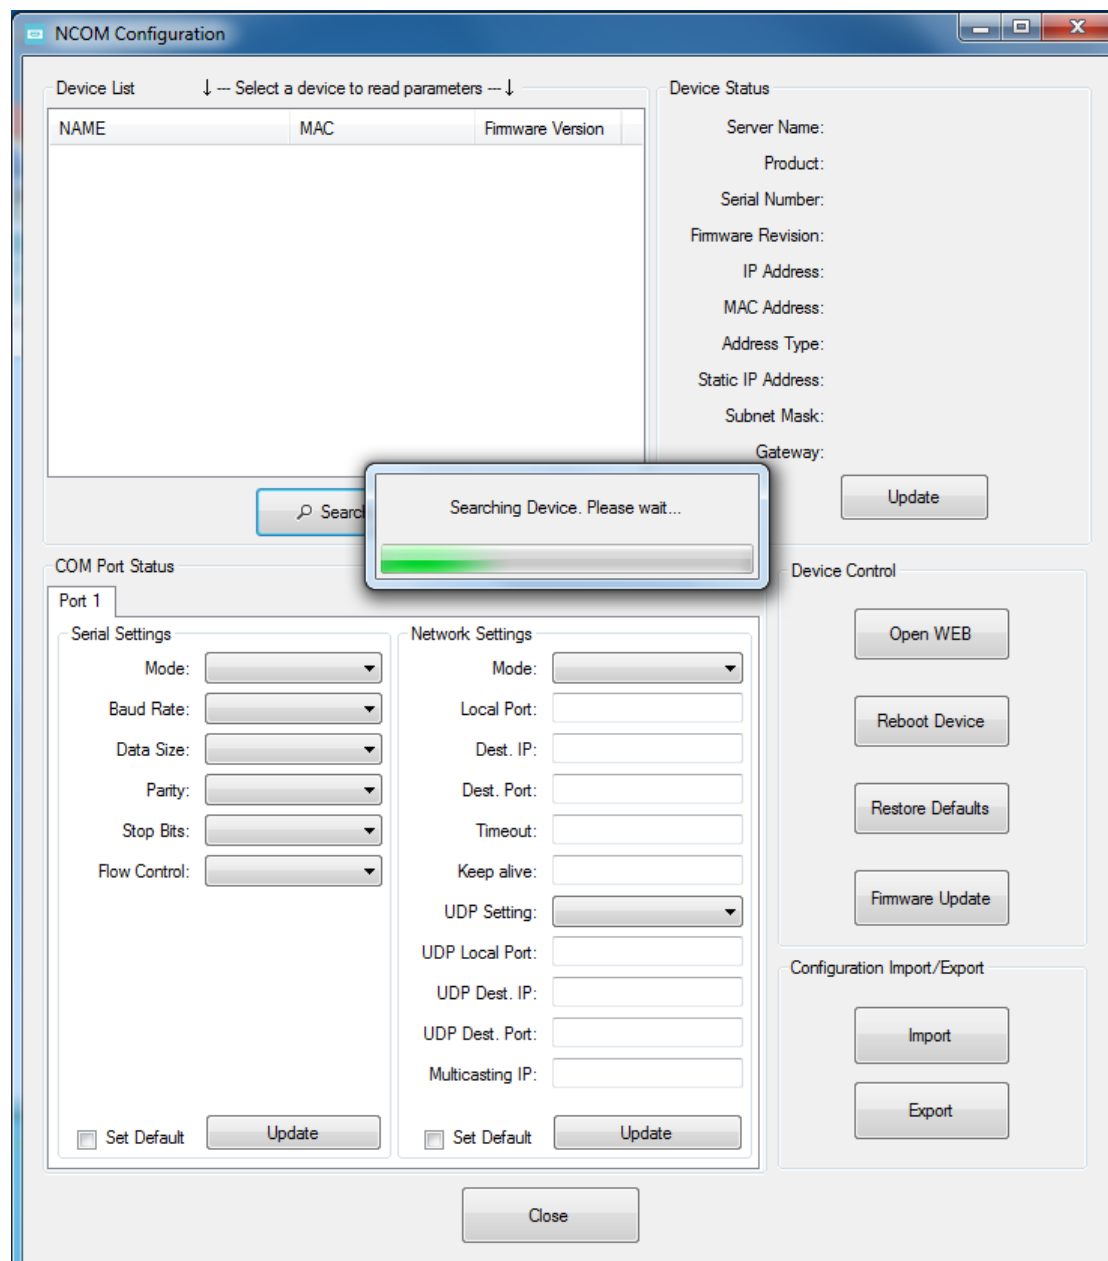 NCOM Configuration
Device List ↓ --- Select a device to read parameters --- ↓
NAME MAC Firmware Version
Search
Device Status
Server Name:
Product:
Serial Number:
Firmware Revision:
IP Address:
MAC Address:
Address Type:
Static IP Address:
Subnet Mask:
Gateway:
Update
Searching Device. Please wait...
COM Port Status
Port 1
Serial Settings
Mode:
Baud Rate:
Data Size:
Parity:
Stop Bits:
Flow Control:
Set Default Update
Network Settings
Mode:
Local Port:
Dest. IP:
Dest. Port:
Timeout:
Keep alive:
UDP Setting:
UDP Local Port:
UDP Dest. IP:
UDP Dest. Port:
Multicasting IP:
Set Default Update
Device Control
Open WEB
Reboot Device
Restore Defaults
Firmware Update
Configuration Import/Export
Import
Export
Close